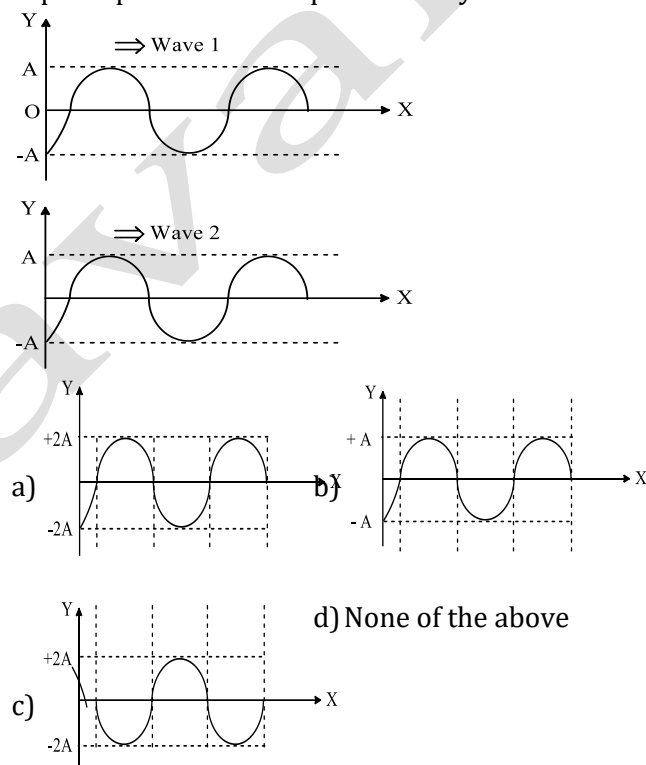 Y
⇒ Wave 1
A
O
X
-A
Y
⇒ Wave 2
A
X
-A
a)
Y
+2A
X
-2A
b)
Y
+ A
X
- A
c)
Y
+2A
X
-2A
d) None of the above